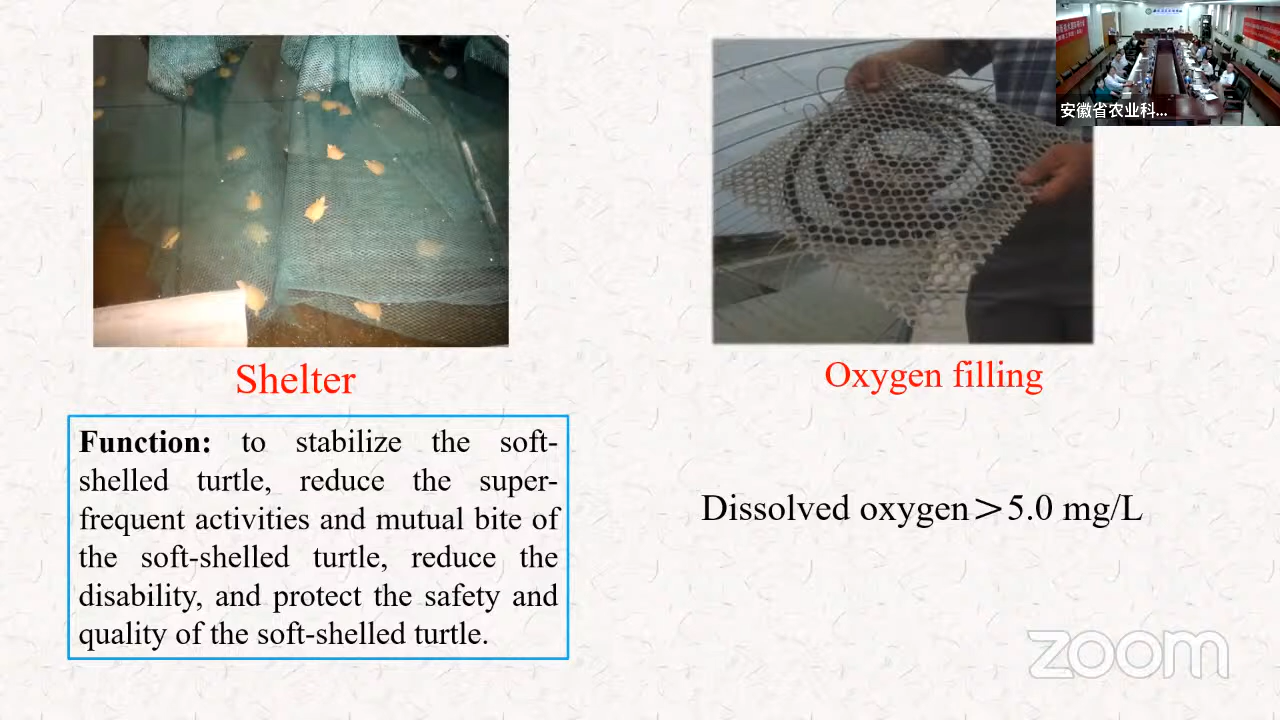 安徽省农业科...
Shelter
Oxygen filling
Function: to stabilize the soft-
shelled turtle, reduce the super-
frequent activities and mutual bite of
the soft-shelled turtle, reduce the
disability, and protect the safety and
quality of the soft-shelled turtle.
Dissolved oxygen＞5.0 mg/L
zoom